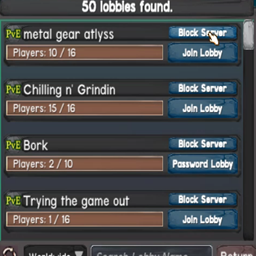 50 lobbies found.
PvE metal gear atlyss Block Server
Players: 10 / 16 Join Lobby
PvE Chilling n' Grindin Block Server
Players: 15 / 16 Join Lobby
PvE Bork Block Server
Players: 2 / 10 Password Lobby
PvE Trying the game out Block Server
Players: 1 / 16 Join Lobby
Worldwide Search Lobby Name Return